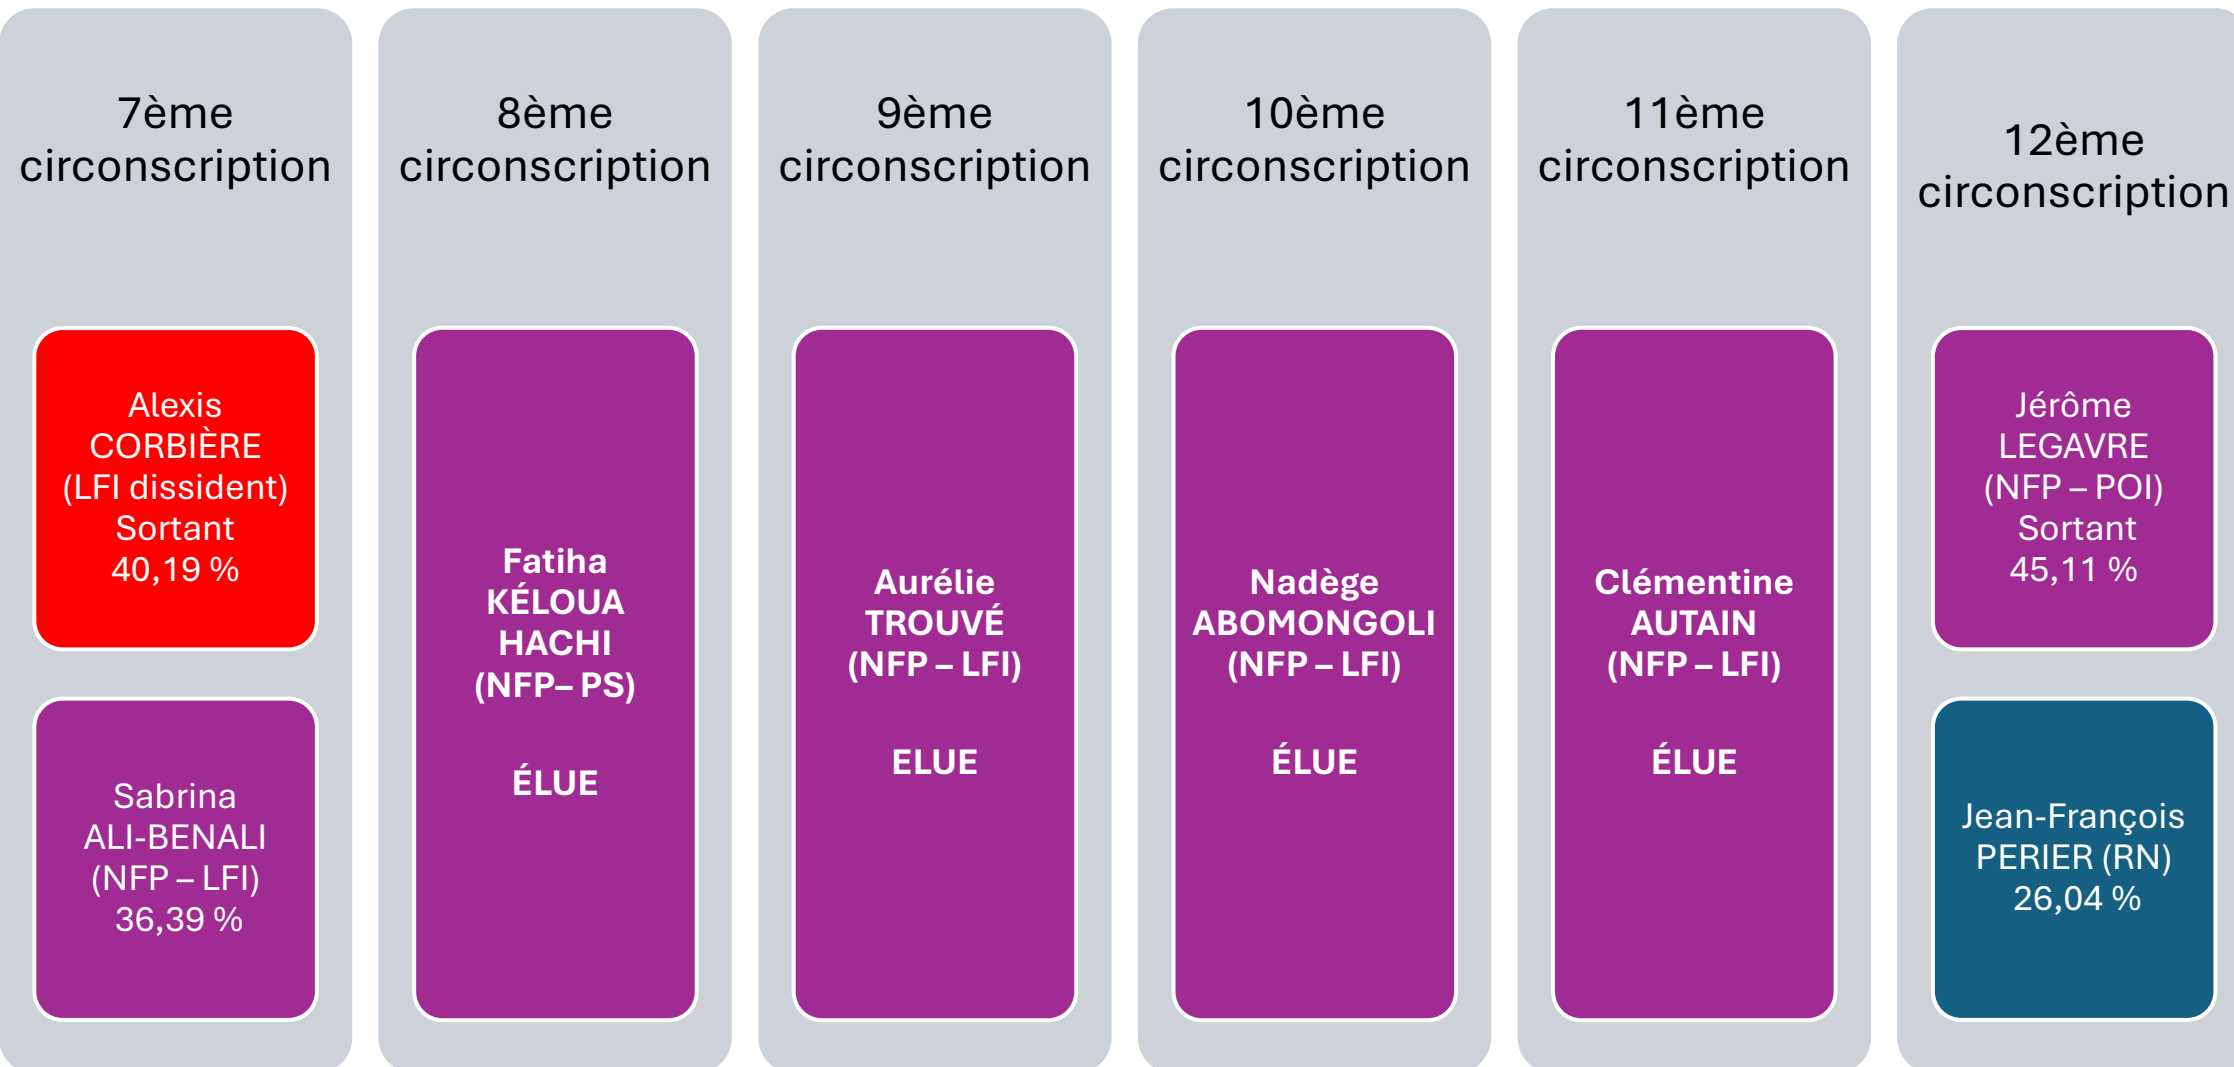 7ème
circonscription
Alexis
CORBIÈRE
(LFI dissident)
Sortant
40,19 %
Sabrina
ALI-BENALI
(NFP – LFI)
36,39 %
8ème
circonscription
Fatiha
KÉLOUA
HACHI
(NFP– PS)
ÉLUE
9ème
circonscription
Aurélie
TROUVÉ
(NFP – LFI)
ELUE
10ème
circonscription
Nadège
ABOMONGOLI
(NFP – LFI)
ÉLUE
11ème
circonscription
Clémentine
AUTAIN
(NFP – LFI)
ÉLUE
12ème
circonscription
Jérôme
LEGAVRE
(NFP – POI)
Sortant
45,11 %
Jean-François
PERIER (RN)
26,04 %